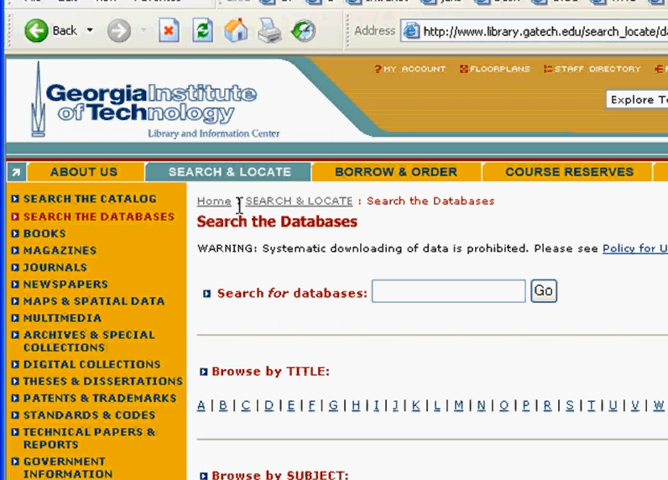 Back
Address http://www.library.gatech.edu/search_locate/da
?MY ACCOUNT FLOORPLANS STAFF DIRECTORY
Georgia Institute
of Technology
Library and Information Center
Explore Te
ABOUT US SEARCH & LOCATE BORROW & ORDER COURSE RESERVES
SEARCH THE CATALOG
SEARCH THE DATABASES
BOOKS
MAGAZINES
JOURNALS
NEWSPAPERS
MAPS & SPATIAL DATA
MULTIMEDIA
ARCHIVES & SPECIAL
COLLECTIONS
DIGITAL COLLECTIONS
THESES & DISSERTATIONS
PATENTS & TRADEMARKS
STANDARDS & CODES
TECHNICAL PAPERS &
REPORTS
GOVERNMENT
INFORMATION
Home : SEARCH & LOCATE : Search the Databases
Search the Databases
WARNING: Systematic downloading of data is prohibited. Please see Policy for U
Search for databases: Go
Browse by TITLE:
A | B | C | D | E | F | G | H | I | J | K | L | M | N | O | P | R | S | T | U | V | W
Browse by SUBJECT: